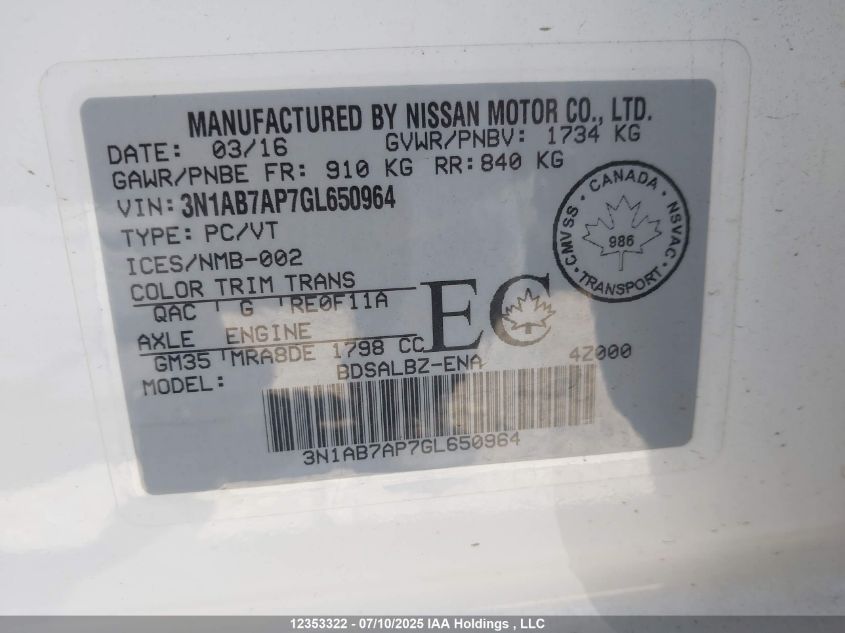 MANUFACTURED BY NISSAN MOTOR CO., LTD.
DATE: 03/16 GVWR/PNBV: 1734 KG
GAWR/PNBE FR: 910 KG RR: 840 KG
VIN: 3N1AB7AP7GL650964
TYPE: PC/VT
ICES/NMB-002
COLOR TRIM TRANS
QAC G RE0F11A
AXLE ENGINE
GM35 MRA8DE 1798 CC
MODEL: BDSALBZ-ENA 4Z000
EC
CANADA
CMVSS · NSVAC
986
TRANSPORT
3N1AB7AP7GL650964
12353322 - 07/10/2025 IAA Holdings , LLC